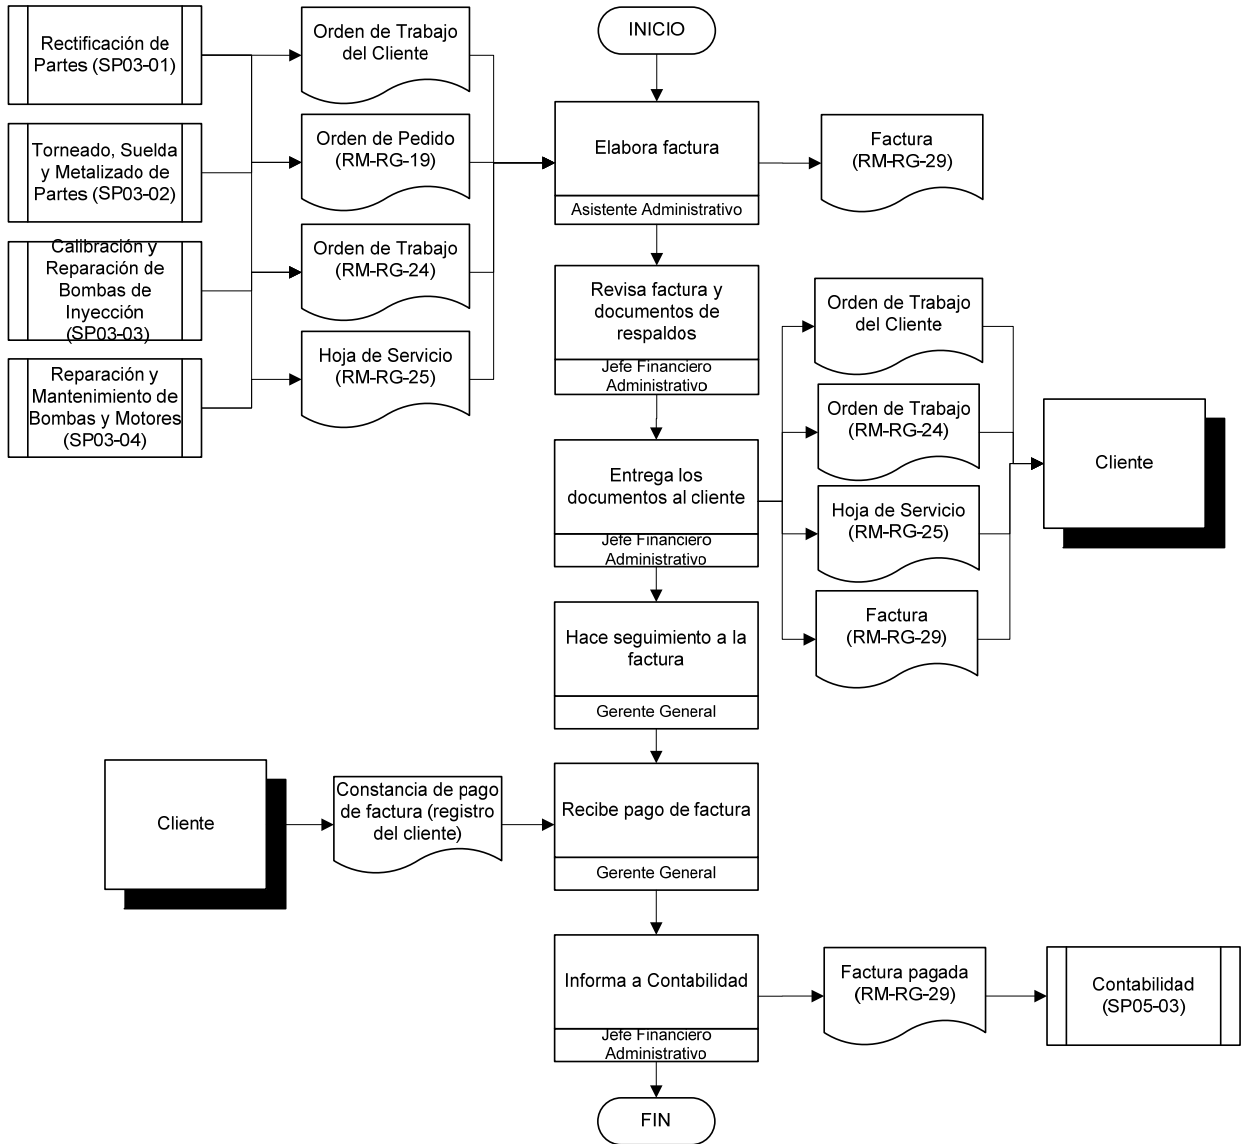 Rectificación de
Partes (SP03-01)
Torneado, Suelda
y Metalizado de
Partes (SP03-02)
Calibración y
Reparación de
Bombas de
Inyección
(SP03-03)
Reparación y
Mantenimiento de
Bombas y Motores
(SP03-04)
Orden de Trabajo
del Cliente
Orden de Pedido
(RM-RG-19)
Orden de Trabajo
(RM-RG-24)
Hoja de Servicio
(RM-RG-25)
INICIO
Elabora factura
Asistente Administrativo
Factura
(RM-RG-29)
Revisa factura y
documentos de
respaldos
Jefe Financiero
Administrativo
Entrega los
documentos al cliente
Jefe Financiero
Administrativo
Orden de Trabajo
del Cliente
Orden de Trabajo
(RM-RG-24)
Hoja de Servicio
(RM-RG-25)
Factura
(RM-RG-29)
Cliente
Hace seguimiento a la
factura
Gerente General
Cliente
Constancia de pago
de factura (registro
del cliente)
Recibe pago de factura
Gerente General
Informa a Contabilidad
Jefe Financiero
Administrativo
Factura pagada
(RM-RG-29)
Contabilidad
(SP05-03)
FIN